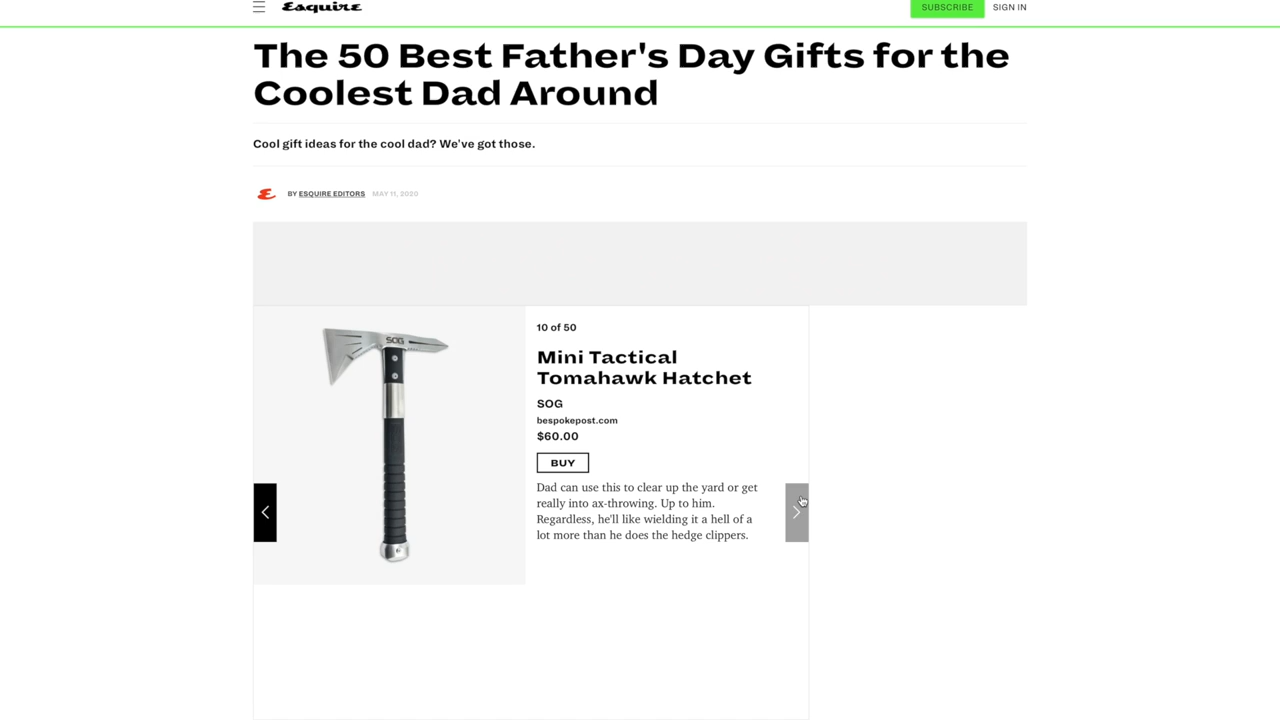 Esquire
SUBSCRIBE
SIGN IN
The 50 Best Father's Day Gifts for the
Coolest Dad Around
Cool gift ideas for the cool dad? We've got those.
BY ESQUIRE EDITORS MAY 11, 2020
SOG
10 of 50
Mini Tactical
Tomahawk Hatchet
SOG
bespokepost.com
$60.00
BUY
Dad can use this to clear up the yard or get
really into ax-throwing. Up to him.
Regardless, he'll like wielding it a hell of a
lot more than he does the hedge clippers.